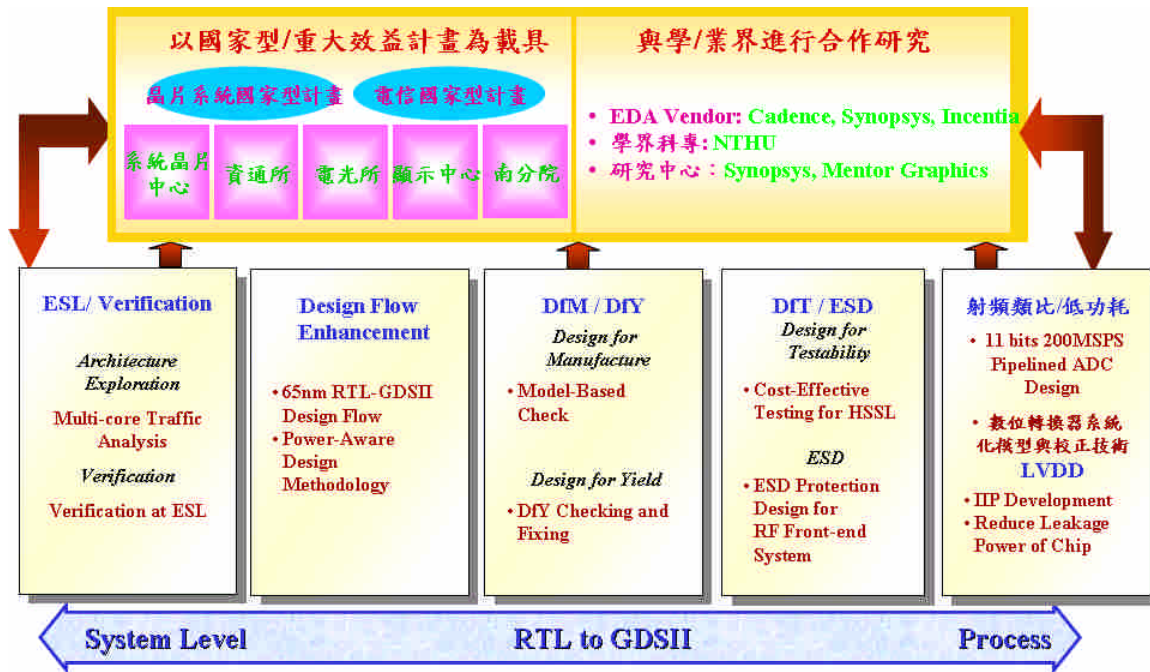 以國家型/重大效益計畫為載具
晶片系統國家型計畫
電信國家型計畫
系統晶片
中心
資通所
電光所
顯示中心
南分院
與學/業界進行合作研究
• EDA Vendor: Cadence, Synopsys, Incentia
• 學界科專: NTHU
• 研究中心：Synopsys, Mentor Graphics
ESL/ Verification
Architecture
Exploration
Multi-core Traffic
Analysis
Verification
Verification at ESL
Design Flow
Enhancement
• 65nm RTL-GDSII
Design Flow
• Power-Aware
Design
Methodology
DfM / DfY
Design for
Manufacture
• Model-Based
Check
Design for Yield
• DfY Checking and
Fixing
DfT / ESD
Design for
Testability
• Cost-Effective
Testing for HSSL
ESD
• ESD Protection
Design for
RF Front-end
System
射頻類比/低功耗
• 11 bits 200MSPS
Pipelined ADC
Design
• 數位轉換器系統
化模型與校正技術
LVDD
• IIP Development
• Reduce Leakage
Power of Chip
System Level
RTL to GDSII
Process